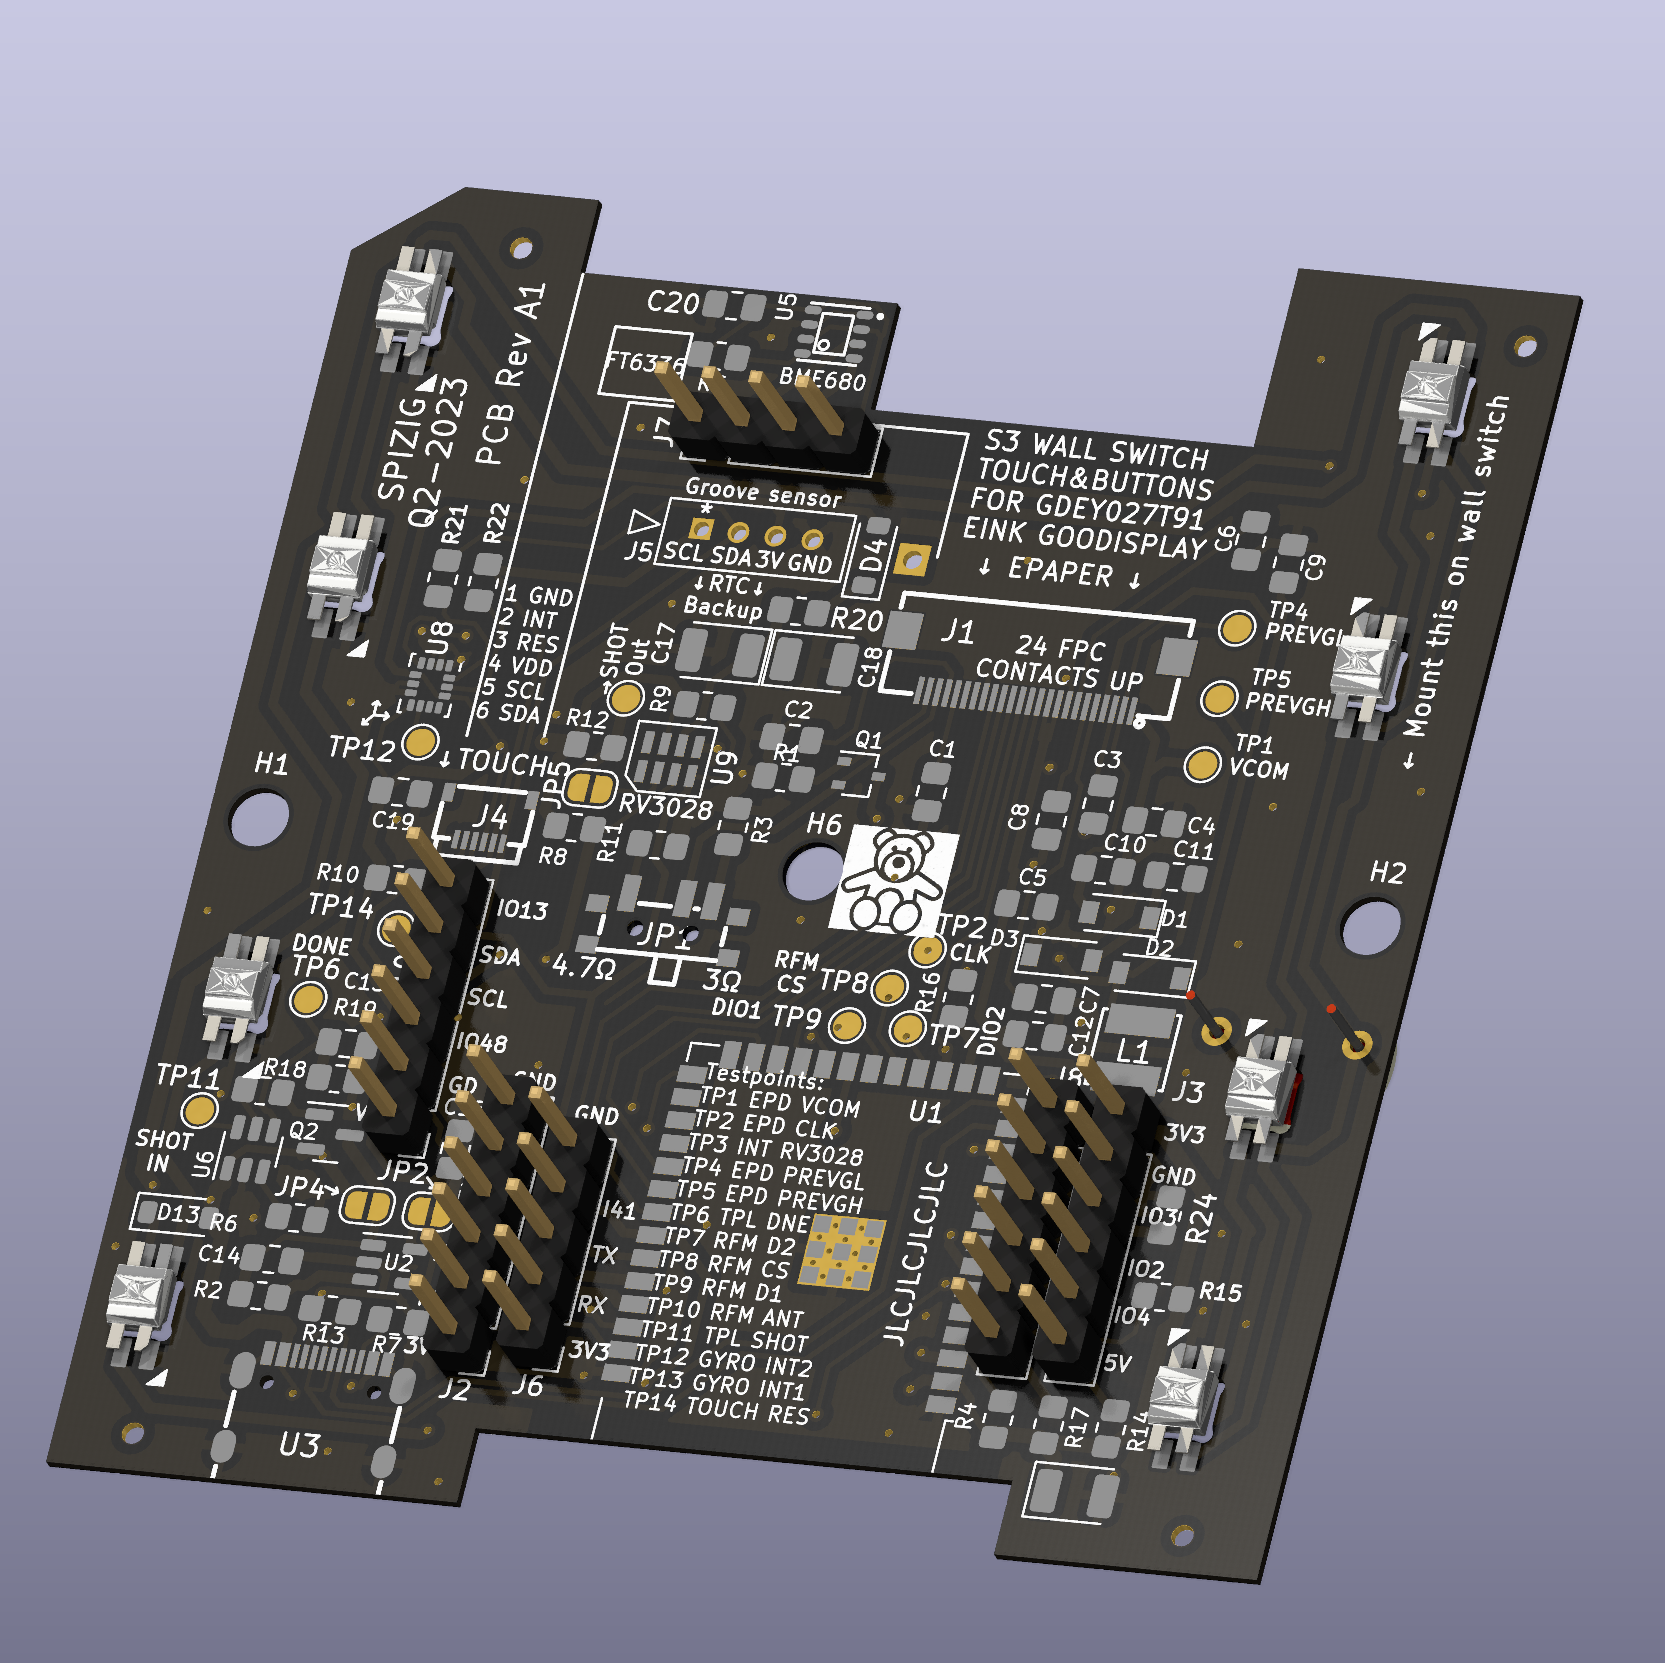 C20
U5
FT6336
BME680
SPIZIG
Q2-2023
PCB Rev A1
R21
R22
J7
Groove sensor
*
J5
SCL SDA 3V GND
↓RTC↓
Backup
D4
R20
S3 WALL SWITCH
TOUCH&BUTTONS
FOR GDEY027T91
EINK GOODISPLAY
↓ EPAPER ↓
J1
24 FPC
CONTACTS UP
C6
C9
TP4
PREVGL
TP5
PREVGH
TP1
VCOM
← Mount this on wall switch
1 GND
2 INT
3 RES
4 VDD
5 SCL
6 SDA
U8
TP12
↓TOUCH
SHOT
Out
C17
C18
R9
R12
JP5
U9
RV3028
C2
R1
Q1
C1
C3
C8
C4
C10
C11
C5
D1
D2
D3
H1
H6
H2
C19
J4
R8
R11
R3
R10
TP14
DONE
TP6
R19
R18
IO13
SDA
SCL
IO48
JP1
4.7Ω
3Ω
TP2
CLK
RFM
CS
TP8
DIO1 TP9
TP7
R16
DIO2
C7
C12
L1
J3
TP11
SHOT
IN
U6
Q2
JP2
JP4→
D13
R6
C14
R2
U2
R13
R7
U3
J2
J6
GND
GND
I41
TX
RX
3V3
Testpoints:
TP1 EPD VCOM
TP2 EPD CLK
TP3 INT RV3028
TP4 EPD PREVGL
TP5 EPD PREVGH
TP6 TPL DNE
TP7 RFM D2
TP8 RFM CS
TP9 RFM D1
TP10 RFM ANT
TP11 TPL SHOT
TP12 GYRO INT2
TP13 GYRO INT1
TP14 TOUCH RES
U1
JLCJLCJLCJLC
3V3
GND
IO3
IO2
IO4
5V
R24
R15
R4
R17
R14